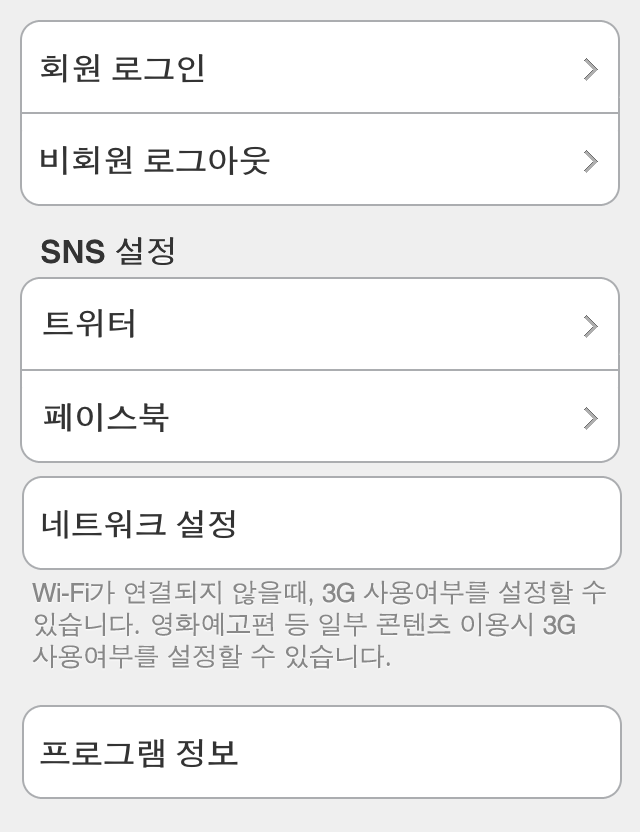 회원 로그인
비회원 로그아웃
SNS 설정
트위터
페이스북
네트워크 설정
Wi-Fi가 연결되지 않을때, 3G 사용여부를 설정할 수
있습니다. 영화예고편 등 일부 콘텐츠 이용시 3G
사용여부를 설정할 수 있습니다.
프로그램 정보